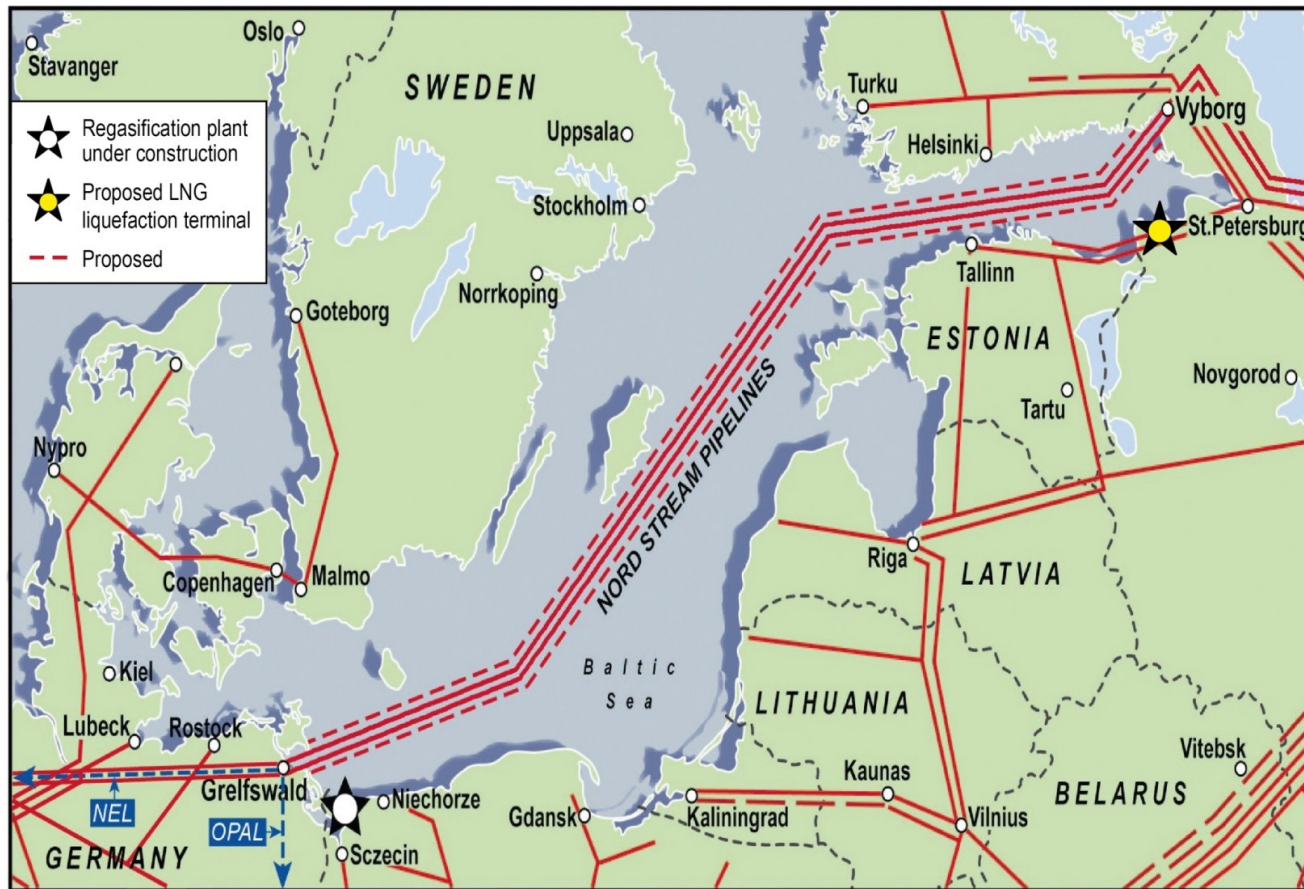 Oslo
Stavanger
SWEDEN
Turku
Vyborg
Regasification plant
under construction
Uppsala
Helsinki
Proposed LNG
liquefaction terminal
Stockholm
St.Petersburg
Proposed
Norrkoping
Tallinn
Goteborg
ESTONIA
Novgorod
Tartu
NORD STREAM PIPELINES
Nypro
Riga
LATVIA
Copenhagen
Malmo
Kiel
Baltic
Sea
LITHUANIA
Lubeck
Rostock
Vitebsk
Grelfswald
Niechorze
Kaunas
BELARUS
NEL
Gdansk
Kaliningrad
Vilnius
OPAL
GERMANY
Sczecin